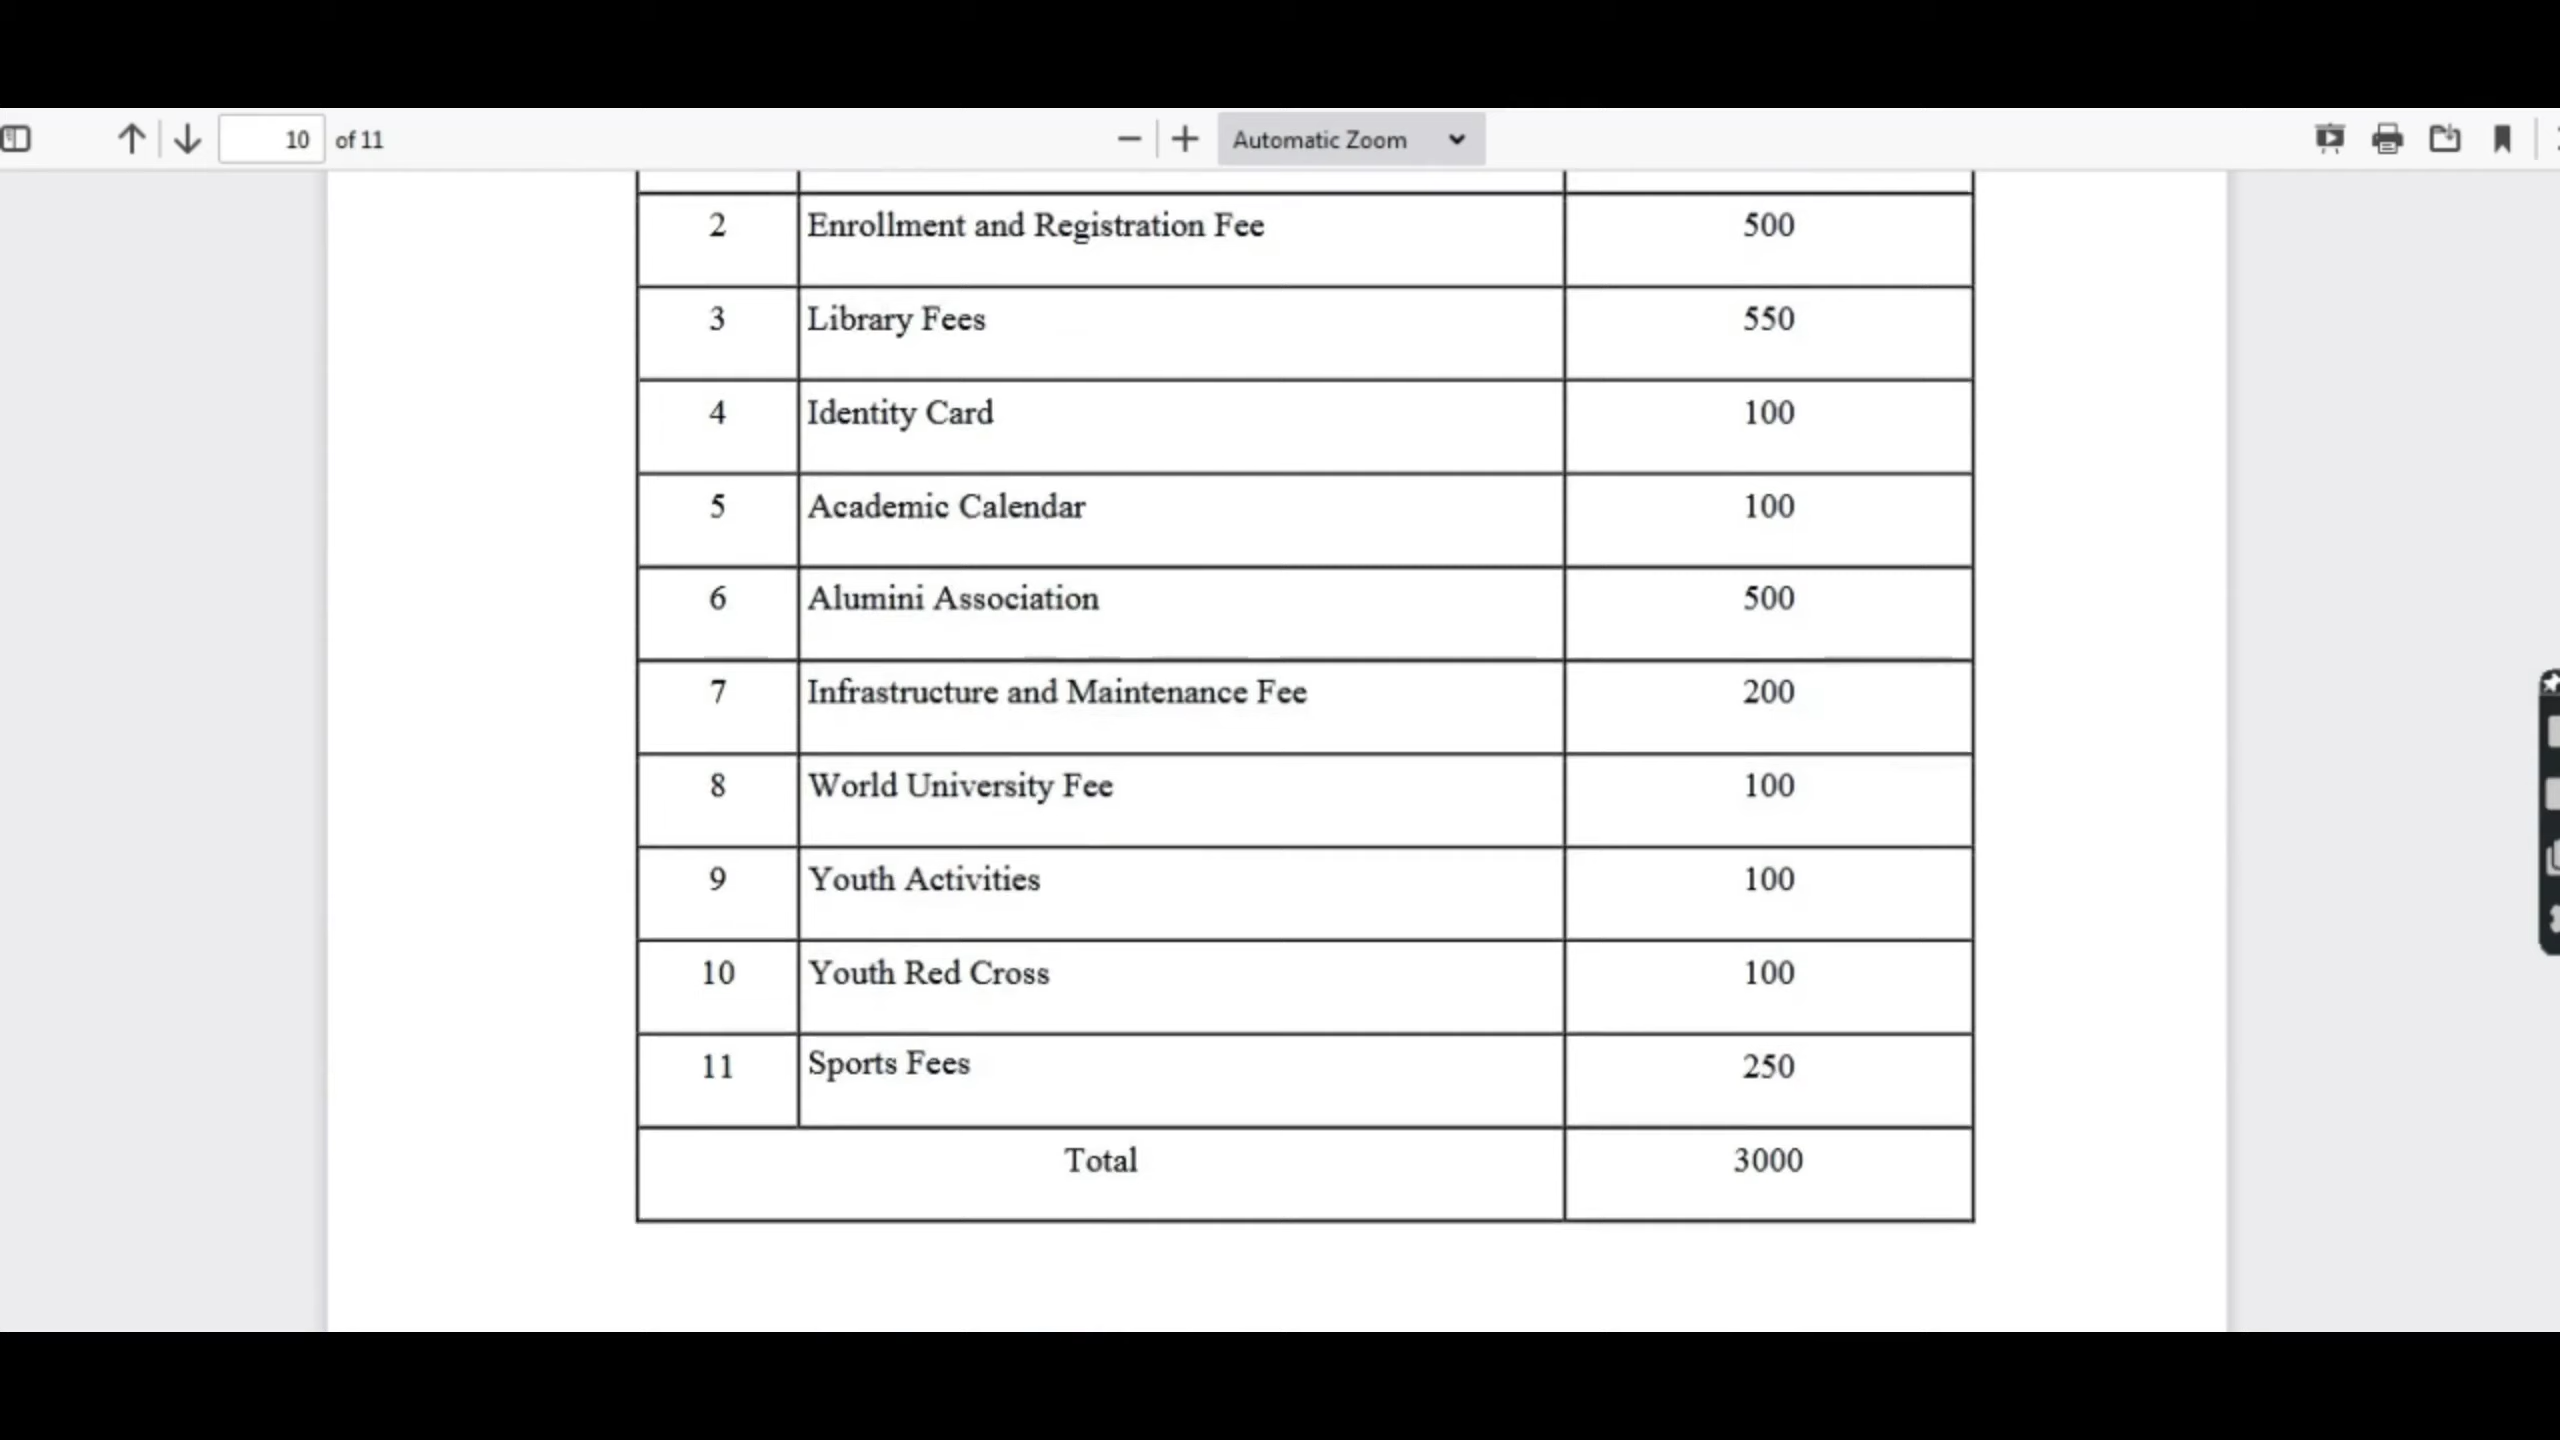 10 of 11 Automatic Zoom
2 Enrollment and Registration Fee 500
3 Library Fees 550
4 Identity Card 100
5 Academic Calendar 100
6 Alumini Association 500
7 Infrastructure and Maintenance Fee 200
8 World University Fee 100
9 Youth Activities 100
10 Youth Red Cross 100
11 Sports Fees 250
Total 3000